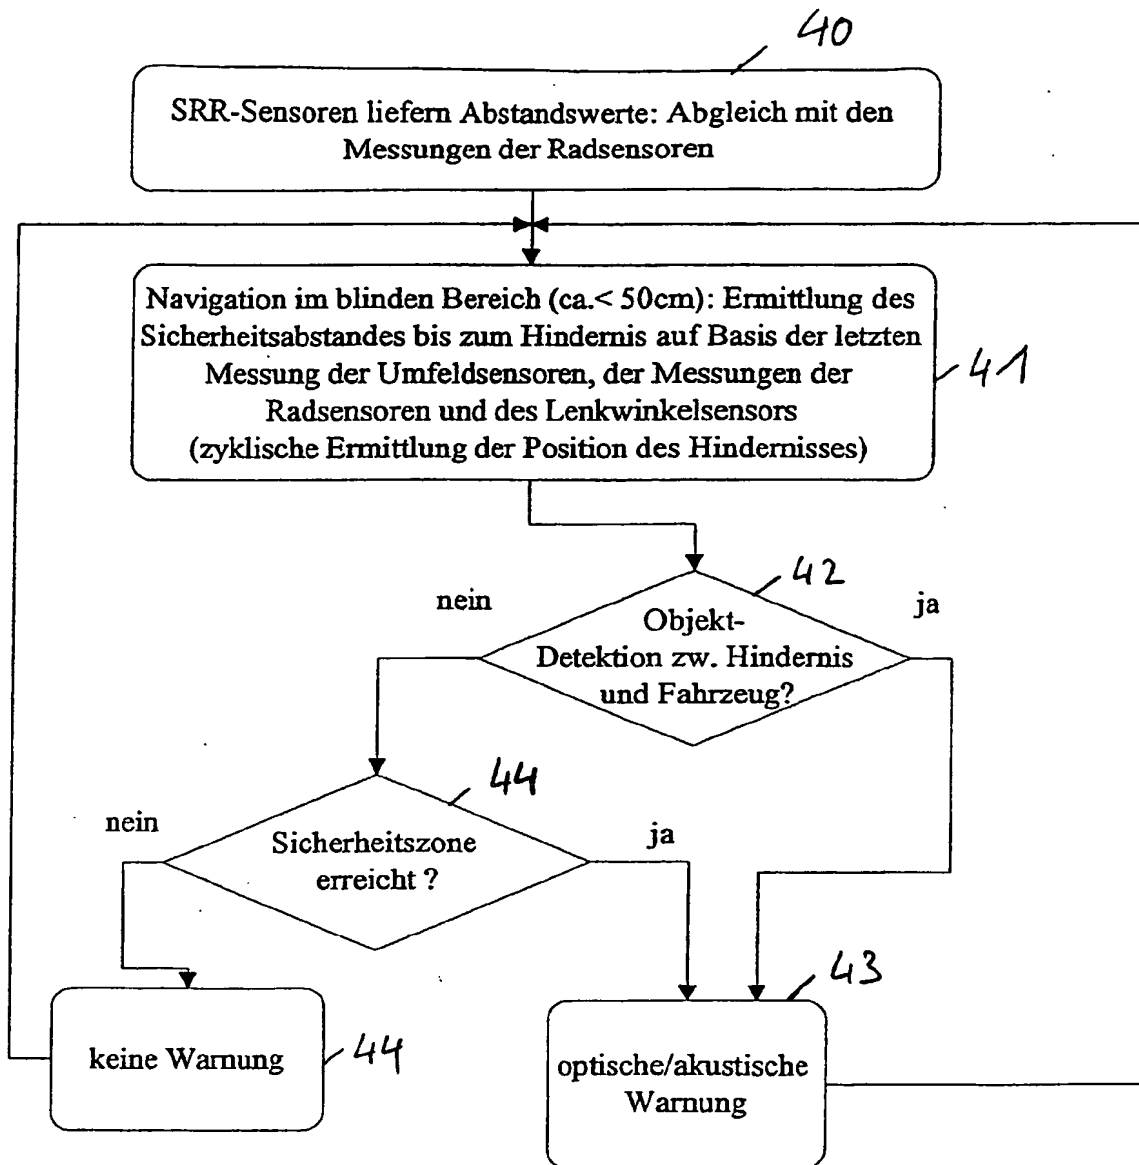 40
SRR-Sensoren liefern Abstandswerte: Abgleich mit den
Messungen der Radsensoren
Navigation im blinden Bereich (ca.< 50cm): Ermittlung des
Sicherheitsabstandes bis zum Hindernis auf Basis der letzten
Messung der Umfeldsensoren, der Messungen der
Radsensoren und des Lenkwinkelsensors
(zyklische Ermittlung der Position des Hindernisses)
41
42
nein
ja
Objekt-
Detektion zw. Hindernis
und Fahrzeug?
44
nein
ja
Sicherheitszone
erreicht ?
43
keine Warnung
44
optische/akustische
Warnung